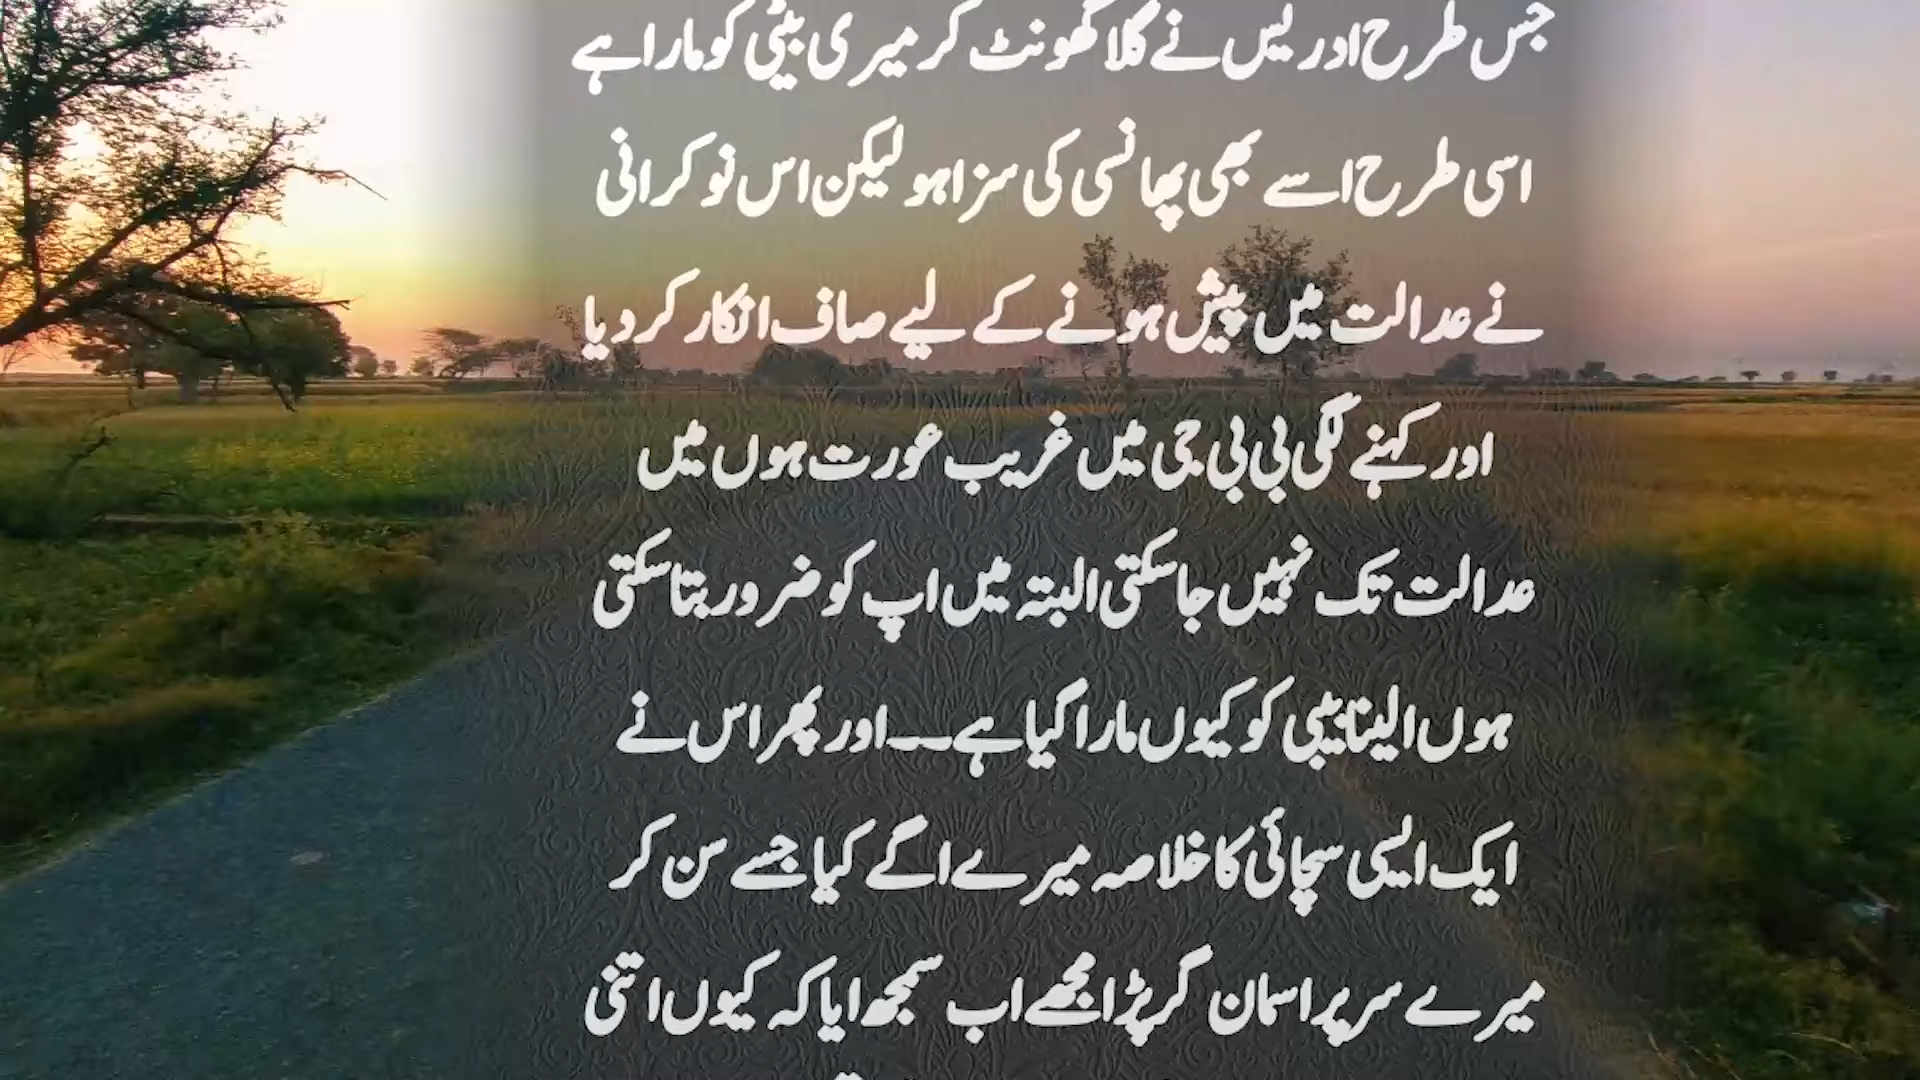 جس طرح ادریس نے گلا گھونٹ کر میری بیٹی کو مارا ہے
اسی طرح اسے بھی پھانسی کی سزا ہو لیکن اس نوکرانی
نے عدالت میں پیش ہونے کے لیے صاف انکار کر دیا
اور کہنے لگی بی بی جی میں غریب عورت ہوں میں
عدالت تک نہیں جا سکتی البتہ میں اپ کو ضرور بتا سکتی
ہوں الینا بیبی کو کیوں مارا گیا ہے۔۔۔اور پھر اس نے
ایک ایسی سچائی کا خلاصہ میرے اگے کیا جسے سن کر
میرے سر پر اسمان گر پڑا مجھے اب سمجھ ایا کہ کیوں اتنی